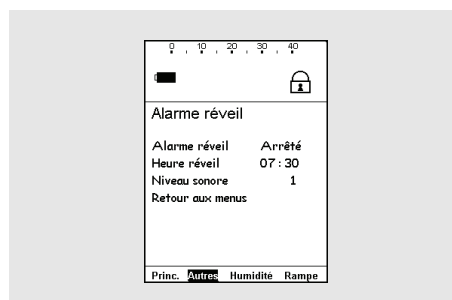 0 10 20 30 40
Alarme réveil
Alarme réveil Arrêté
Heure réveil 07:30
Niveau sonore 1
Retour aux menus
Princ. Autres Humidité Rampe